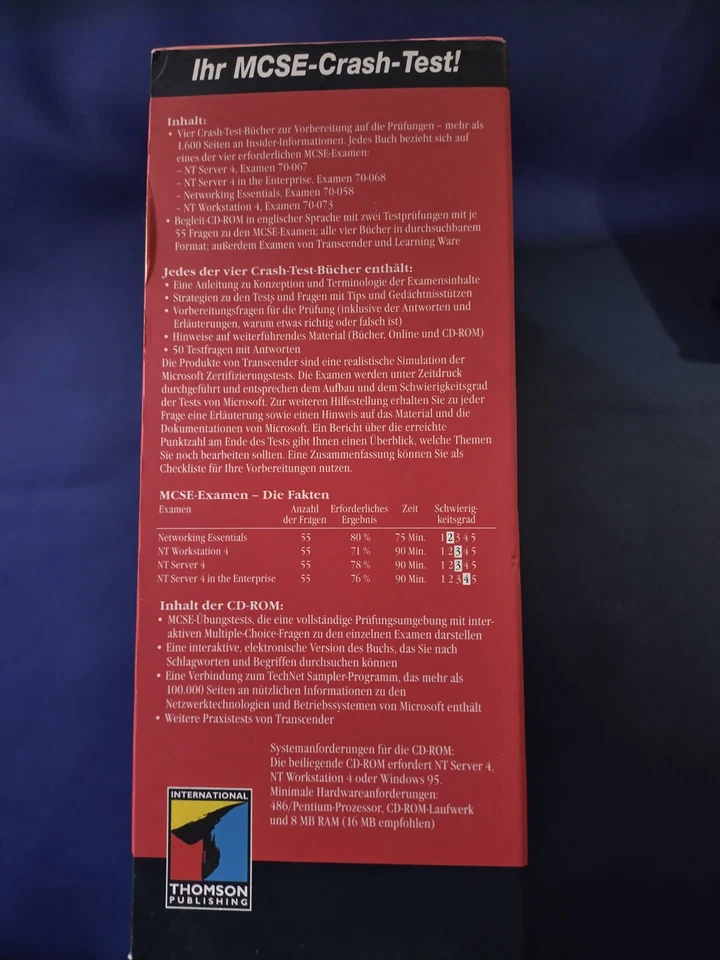 Ihr MCSE-Crash-Test!
Inhalt:
• Vier Crash-Test-Bücher zur Vorbereitung auf die Prüfungen – mehr als
1.600 Seiten an Insider-Informationen. Jedes Buch bezieht sich auf
eines der vier erforderlichen MCSE-Examen:
– NT Server 4, Examen 70-067
– NT Server 4 in the Enterprise, Examen 70-068
– Networking Essentials, Examen 70-058
– NT Workstation 4, Examen 70-073
• Begleit-CD-ROM in englischer Sprache mit zwei Testprüfungen mit je
55 Fragen zu den MCSE-Examen; alle vier Bücher in durchsuchbarem
Format; außerdem Examen von Transcender und Learning Ware
Jedes der vier Crash-Test-Bücher enthält:
• Eine Anleitung zu Konzeption und Terminologie der Examensinhalte
• Strategien zu den Tests und Fragen mit Tips und Gedächtnisstützen
• Vorbereitungsfragen für die Prüfung (inklusive der Antworten und
Erläuterungen, warum etwas richtig oder falsch ist)
• Hinweise auf weiterführendes Material (Bücher, Online und CD-ROM)
• 50 Testfragen mit Antworten
Die Produkte von Transcender sind eine realistische Simulation der
Microsoft Zertifizierungstests. Die Examen werden unter Zeitdruck
durchgeführt und entsprechen dem Aufbau und dem Schwierigkeitsgrad
der Tests von Microsoft. Zur weiteren Hilfestellung erhalten Sie zu jeder
Frage eine Erläuterung sowie einen Hinweis auf das Material und die
Dokumentationen von Microsoft. Ein Bericht über die erreichte
Punktzahl am Ende des Tests gibt Ihnen einen Überblick, welche Themen
Sie noch bearbeiten sollten. Eine Zusammenfassung können Sie als
Checkliste für Ihre Vorbereitungen nutzen.
MCSE-Examen – Die Fakten
Examen Anzahl Erforderliches Zeit Schwierig-
der Fragen Ergebnis keitsgrad
Networking Essentials 55 80 % 75 Min. 1 2 3 4 5
NT Workstation 4 55 71 % 90 Min. 1 2 3 4 5
NT Server 4 55 78 % 90 Min. 1 2 3 4 5
NT Server 4 in the Enterprise 55 76 % 90 Min. 1 2 3 4 5
Inhalt der CD-ROM:
• MCSE-Übungstests, die eine vollständige Prüfungsumgebung mit inter-
aktiven Multiple-Choice-Fragen zu den einzelnen Examen darstellen
• Eine interaktive, elektronische Version des Buchs, das Sie nach
Schlagworten und Begriffen durchsuchen können
• Eine Verbindung zum TechNet Sampler-Programm, das mehr als
100.000 Seiten an nützlichen Informationen zu den
Netzwerktechnologien und Betriebssystemen von Microsoft enthält
• Weitere Praxistests von Transcender
Systemanforderungen für die CD-ROM:
Die beiliegende CD-ROM erfordert NT Server 4,
NT Workstation 4 oder Windows 95.
Minimale Hardwareanforderungen:
486/Pentium-Prozessor, CD-ROM-Laufwerk
und 8 MB RAM (16 MB empfohlen)
INTERNATIONAL
THOMSON
PUBLISHING